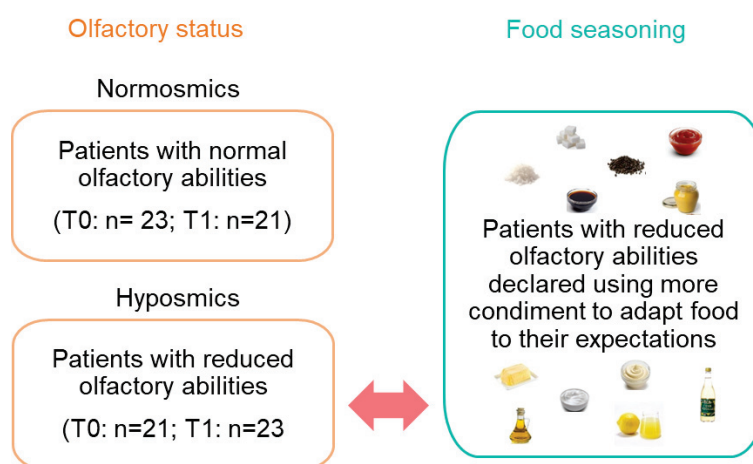 Olfactory status
Normosmics
Patients with normal
olfactory abilities
(T0: n= 23; T1: n=21)
Hyposmics
Patients with reduced
olfactory abilities
(T0: n=21; T1: n=23
Food seasoning
Patients with reduced
olfactory abilities
declared using more
condiment to adapt food
to their expectations